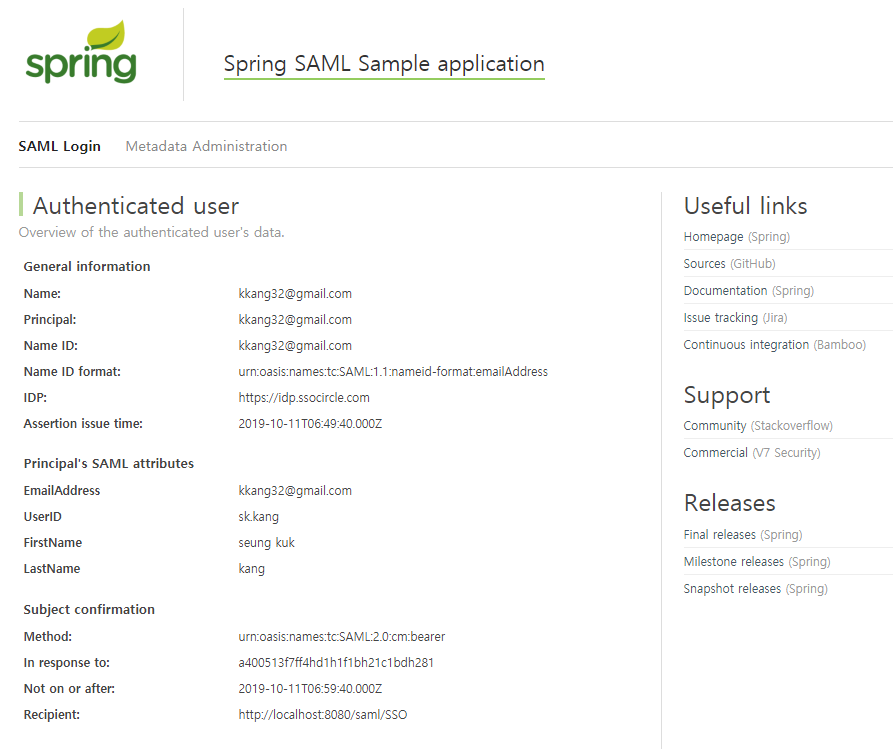 spring
Spring SAML Sample application
SAML Login Metadata Administration
Authenticated user
Overview of the authenticated user's data.
General information
Name: kkang32@gmail.com
Principal: kkang32@gmail.com
Name ID: kkang32@gmail.com
Name ID format: urn:oasis:names:tc:SAML:1.1:nameid-format:emailAddress
IDP: https://idp.ssocircle.com
Assertion issue time: 2019-10-11T06:49:40.000Z
Principal's SAML attributes
EmailAddress kkang32@gmail.com
UserID sk.kang
FirstName seung kuk
LastName kang
Subject confirmation
Method: urn:oasis:names:tc:SAML:2.0:cm:bearer
In response to: a400513f7ff4hd1h1f1bh21c1bdh281
Not on or after: 2019-10-11T06:59:40.000Z
Recipient: http://localhost:8080/saml/SSO
Useful links
Homepage (Spring)
Sources (GitHub)
Documentation (Spring)
Issue tracking (Jira)
Continuous integration (Bamboo)
Support
Community (Stackoverflow)
Commercial (V7 Security)
Releases
Final releases (Spring)
Milestone releases (Spring)
Snapshot releases (Spring)